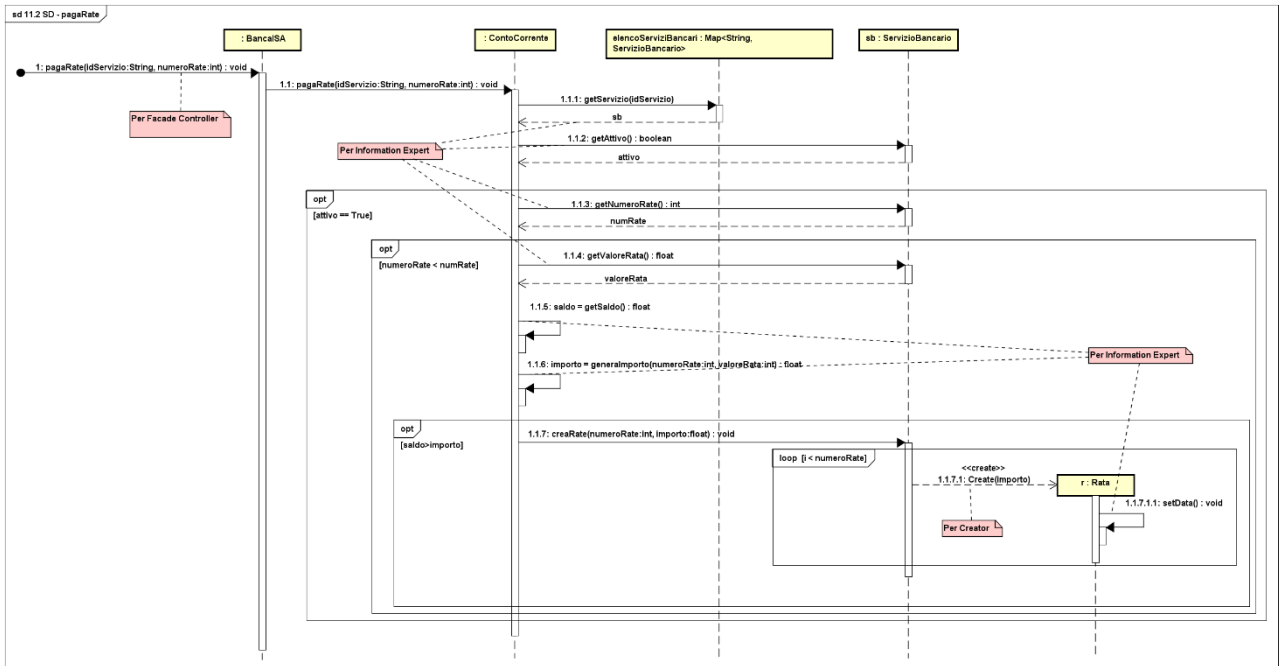 sd 11.2 SD - pagaRate
: BancaISA
: ContoCorrente
elencoServiziBancari : Map<String,
ServizioBancario>
sb : ServizioBancario
1: pagaRate(idServizio:String, numeroRate:int) : void
1.1: pagaRate(idServizio:String, numeroRate:int) : void
Per Facade Controller
1.1.1: getServizio(idServizio)
sb
Per Information Expert
1.1.2: getAttivo() : boolean
attivo
opt
[attivo == True]
1.1.3: getNumeroRate() : int
numRate
opt
[numeroRate < numRate]
1.1.4: getValoreRata() : float
valoreRata
1.1.5: saldo = getSaldo() : float
Per Information Expert
1.1.6: importo = generaImporto(numeroRate:int, valoreRata:int) : float
opt
[saldo>importo]
1.1.7: creaRate(numeroRate:int, importo:float) : void
loop [i < numeroRate]
<<create>>
1.1.7.1: Create(importo)
r : Rata
1.1.7.1.1: setData() : void
Per Creator